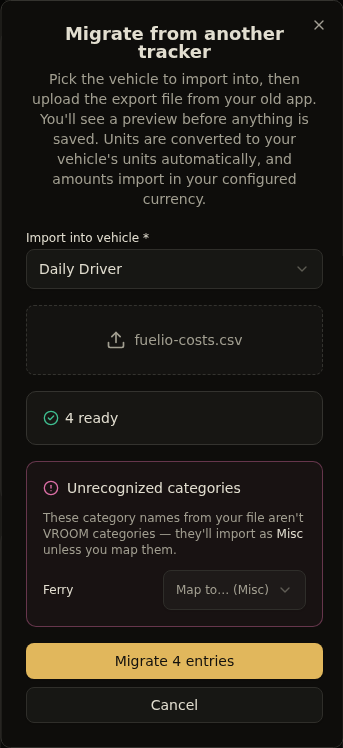 Migrate from another
tracker
Pick the vehicle to import into, then
upload the export file from your old app.
You'll see a preview before anything is
saved. Units are converted to your
vehicle's units automatically, and
amounts import in your configured
currency.
Import into vehicle *
Daily Driver
fuelio-costs.csv
4 ready
Unrecognized categories
These category names from your file aren't
VROOM categories — they'll import as Misc
unless you map them.
Ferry
Map to... (Misc)
Migrate 4 entries
Cancel